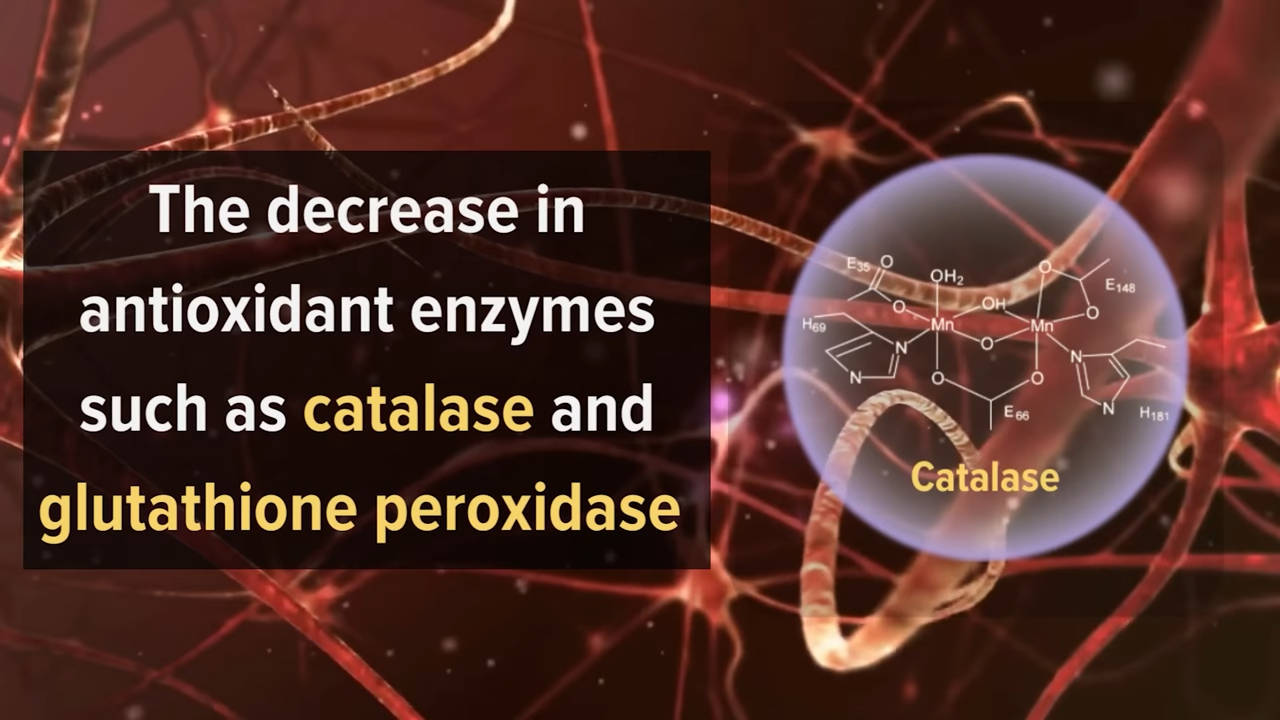 The decrease in
antioxidant enzymes
such as catalase and
glutathione peroxidase
E35 O
OH2
O
E148
O
OH
O
H69
Mn
Mn
O
N
N
N
O
O
N
E66
H181
Catalase